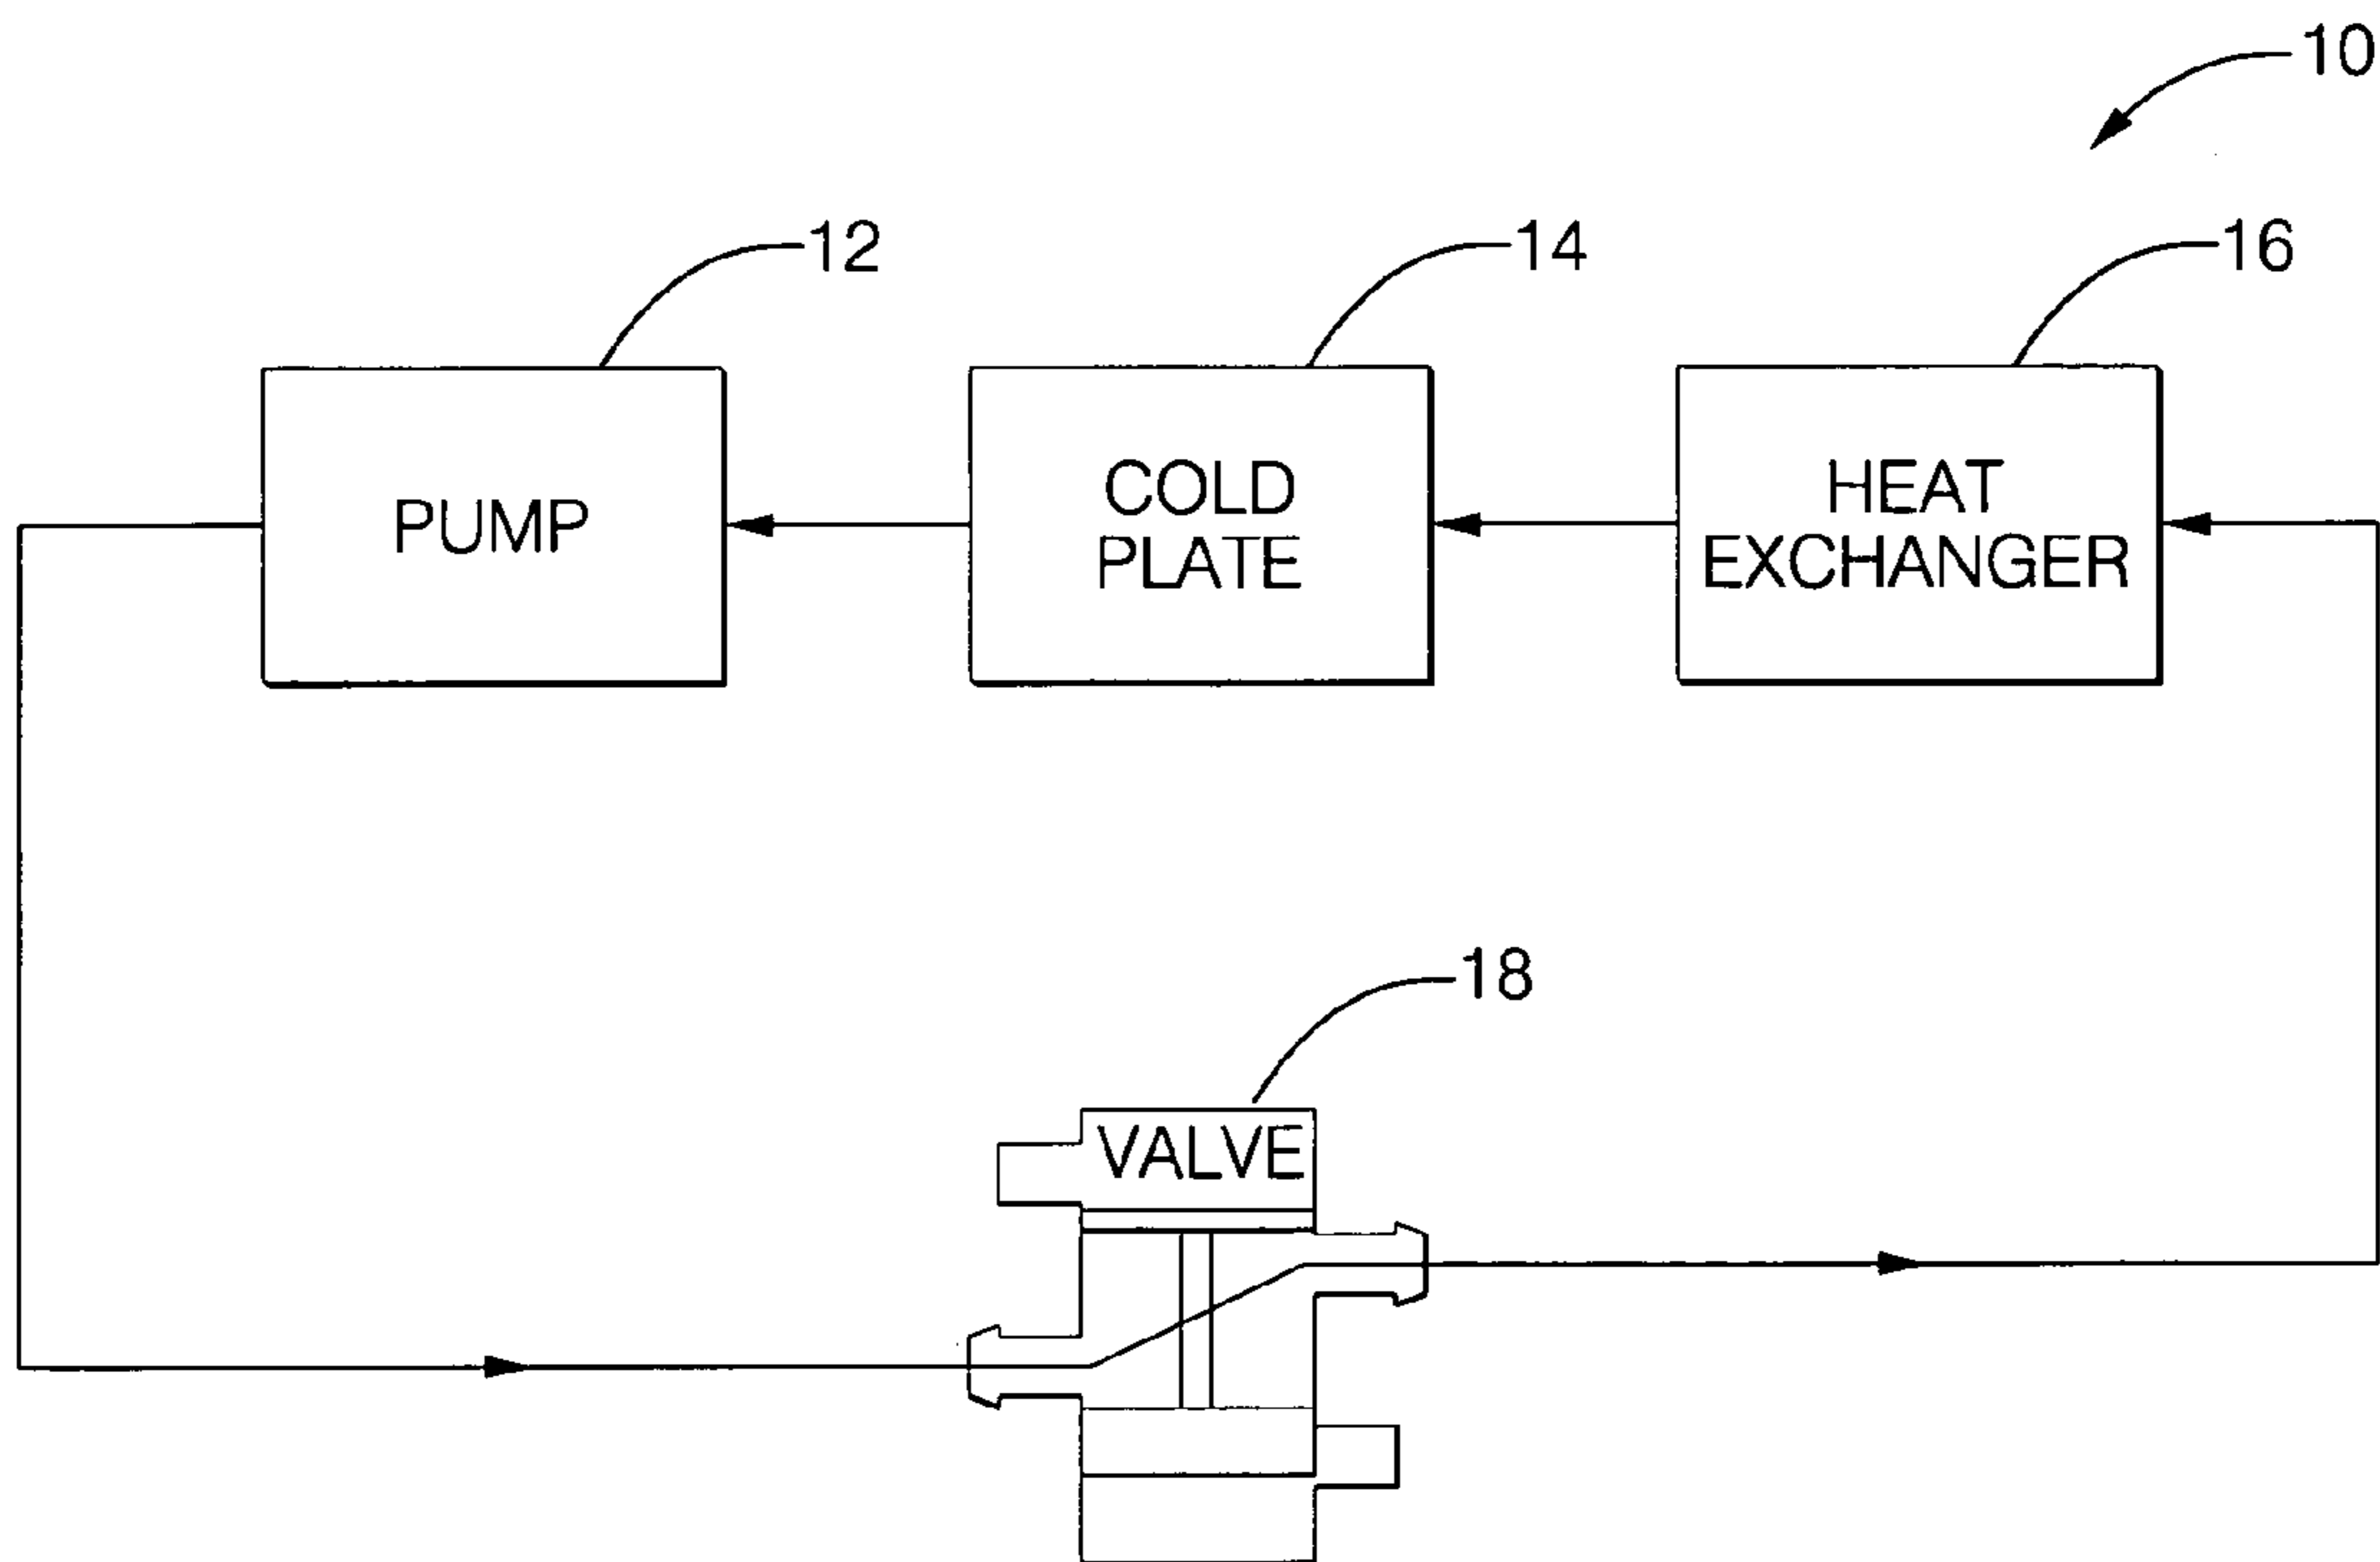 10
12
14
16
PUMP
COLD
PLATE
HEAT
EXCHANGER
18
VALVE